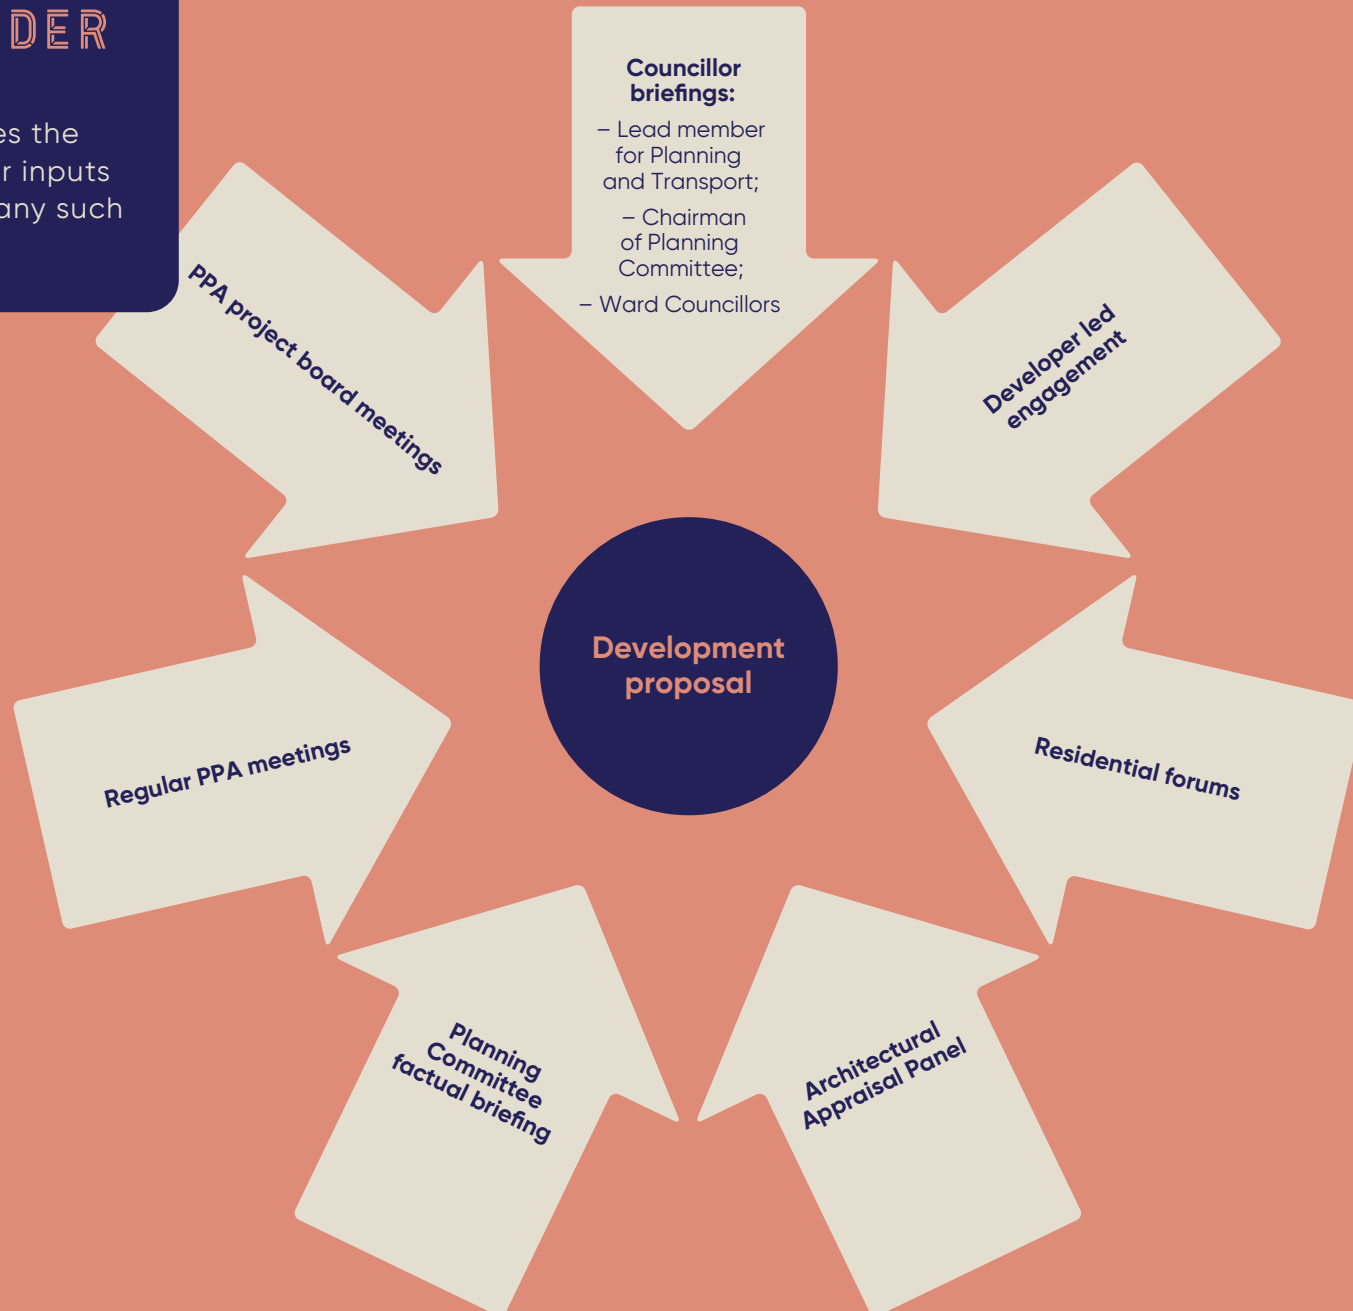 DER
es the
r inputs
any such
Councillor
briefings:
– Lead member
for Planning
and Transport;
– Chairman
of Planning
Committee;
– Ward Councillors
PPA project board meetings
Developer led
engagement
Development
proposal
Regular PPA meetings
Residential forums
Planning
Committee
factual briefing
Architectural
Appraisal Panel